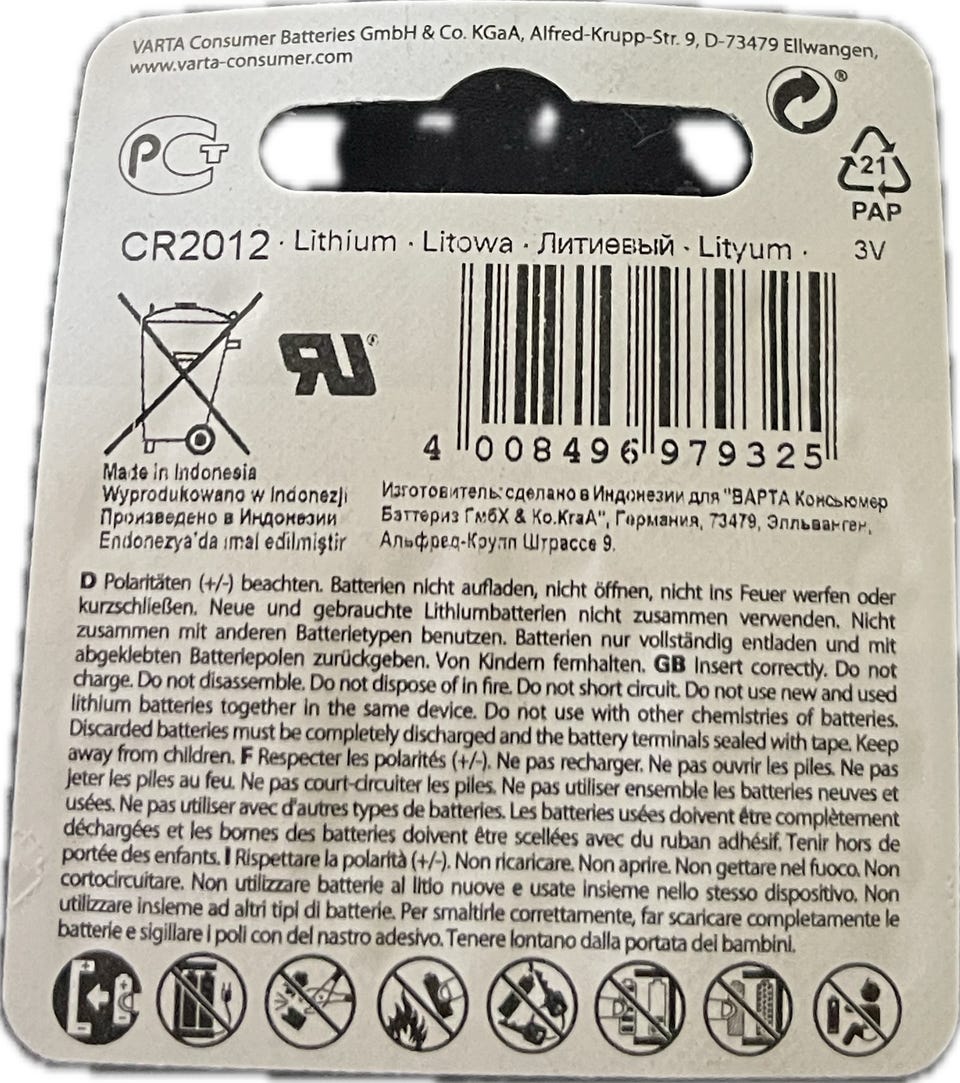 VARTA Consumer Batteries GmbH & Co. KGaA, Alfred-Krupp-Str. 9, D-73479 Ellwangen,
www.varta-consumer.com
®
PCT
21
PAP
CR2012 · Lithium · Litowa · Литиевый · Lityum · 3V
UR®
4 008496 979325
Made in Indonesia
Wyprodukowano w Indonezji
Произведено в Индонезии
Endonezya'da imal edilmiştir
Изготовитель:сделано в Индонезии для "ВАРТА Консьюмер
Баттериз ГмбХ & Ко.КгаА", Германия, 73479, Элльванген,
Альфред-Крупп Штрассе 9.
D Polaritäten (+/-) beachten. Batterien nicht aufladen, nicht öffnen, nicht ins Feuer werfen oder
kurzschließen. Neue und gebrauchte Lithiumbatterien nicht zusammen verwenden. Nicht
zusammen mit anderen Batterietypen benutzen. Batterien nur vollständig entladen und mit
abgeklebten Batteriepolen zurückgeben. Von Kindern fernhalten. GB Insert correctly. Do not
charge. Do not disassemble. Do not dispose of in fire. Do not short circuit. Do not use new and used
lithium batteries together in the same device. Do not use with other chemistries of batteries.
Discarded batteries must be completely discharged and the battery terminals sealed with tape. Keep
away from children. F Respecter les polarités (+/-). Ne pas recharger. Ne pas ouvrir les piles. Ne pas
jeter les piles au feu. Ne pas court-circuiter les piles. Ne pas utiliser ensemble les batteries neuves et
usées. Ne pas utiliser avec d'autres types de batteries. Les batteries usées doivent être complètement
déchargées et les bornes des batteries doivent être scellées avec du ruban adhésif. Tenir hors de
portée des enfants. I Rispettare la polarità (+/-). Non ricaricare. Non aprire. Non gettare nel fuoco. Non
cortocircuitare. Non utilizzare batterie al litio nuove e usate insieme nello stesso dispositivo. Non
utilizzare insieme ad altri tipi di batterie. Per smaltirle correttamente, far scaricare completamente le
batterie e sigillare i poli con del nastro adesivo. Tenere lontano dalla portata dei bambini.